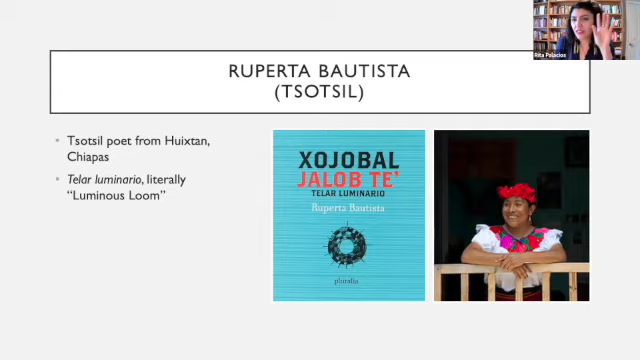 Rita Palacios
RUPERTA BAUTISTA
(TSOTSIL)
Tsotsil poet from Huixtan,
Chiapas
Telar luminario, literally
“Luminous Loom”
XOJOBAL
JALOB TE’
TELAR LUMINARIO
Ruperta Bautista
pluralia